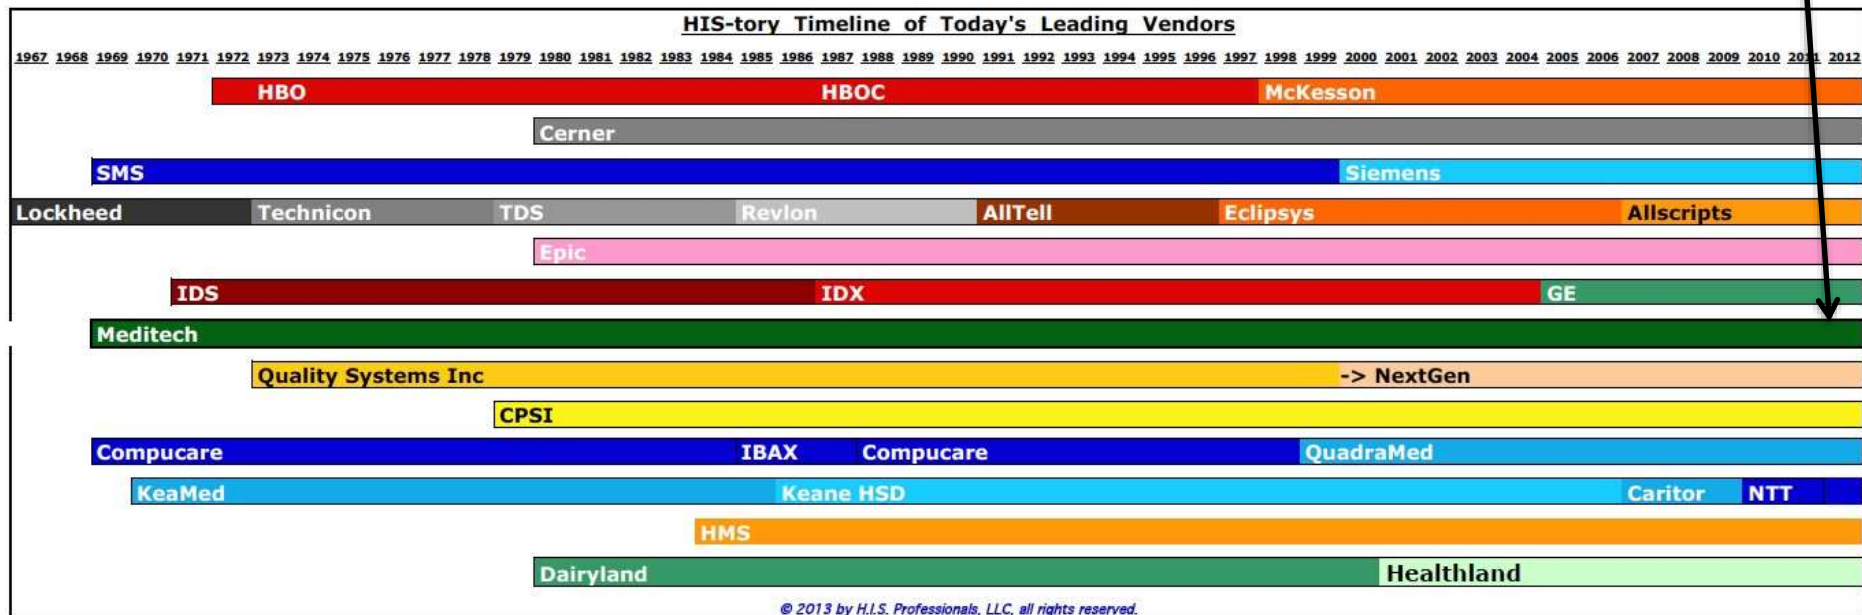 HIS-tory Timeline of Today's Leading Vendors
1967 1968 1969 1970 1971 1972 1973 1974 1975 1976 1977 1978 1979 1980 1981 1982 1983 1984 1985 1986 1987 1988 1989 1990 1991 1992 1993 1994 1995 1996 1997 1998 1999 2000 2001 2002 2003 2004 2005 2006 2007 2008 2009 2010 2011 2012
HBO HBOC McKesson
Cerner
SMS Siemens
Lockheed Technicon TDS Revlon AllTell Eclipsys Allscripts
Epic
IDS IDX GE
Meditech
Quality Systems Inc -> NextGen
CPSI
Compucare IBAX Compucare QuadraMed
KeaMed Keane HSD Caritor NTT
HMS
Dairyland Healthland
© 2013 by H.I.S. Professionals, LLC, all rights reserved.